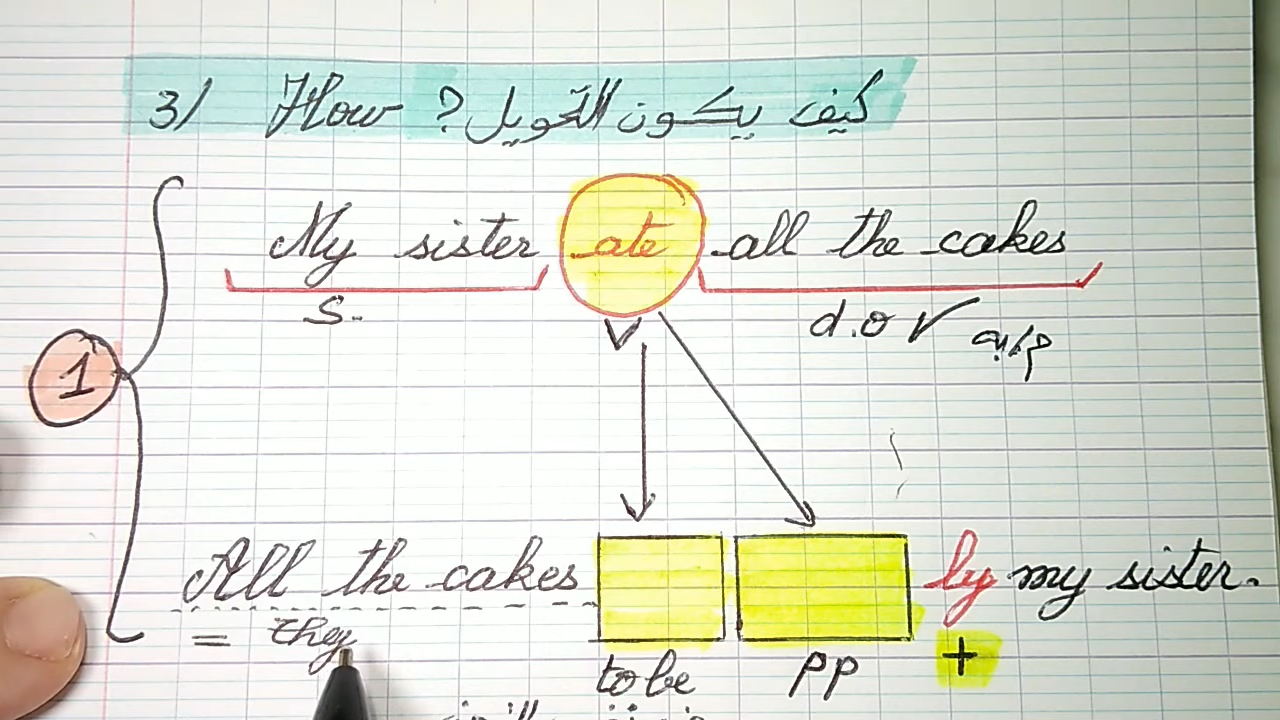 3/ How ? كيف يكون التحويل
My sister ate all the cakes
S. V d.o ✓ م/به
1
All the cakes by my sister.
= they to be PP +